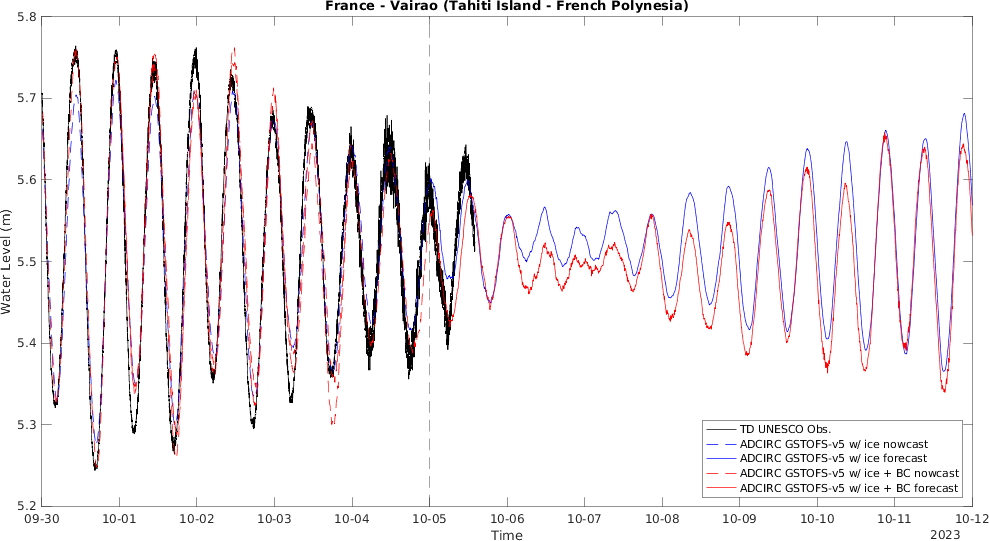 France - Vairao (Tahiti Island - French Polynesia)
5.8
5.7
5.6
5.5
5.4
5.3
5.2
Water Level (m)
TD UNESCO Obs.
ADCIRC GSTOFS-v5 w/ ice nowcast
ADCIRC GSTOFS-v5 w/ ice forecast
ADCIRC GSTOFS-v5 w/ ice + BC nowcast
ADCIRC GSTOFS-v5 w/ ice + BC forecast
09-30 10-01 10-02 10-03 10-04 10-05 10-06 10-07 10-08 10-09 10-10 10-11 10-12
Time
2023